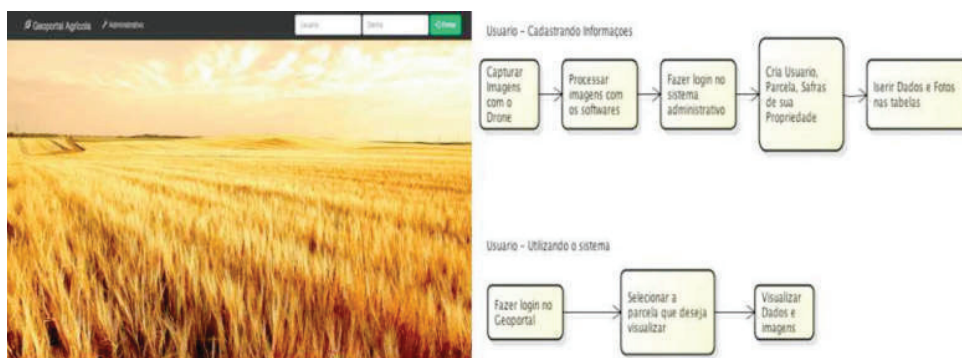 Geoportal Agrícola Administrativo Usuario Senha Entrar
Usuario – Cadastrando Informaçoes
Capturar
Imagens
com o
Drone
Processar
imagens com
os softwares
Fazer login no
sistema
administrativo
Cria Usuario,
Parcela, Safras
de sua
Propriedade
Iserir Dados e Fotos
nas tabelas
Usuario – Utilizando o sistema
Fazer login no
Geoportal
Selecionar a
parcela que deseja
visualizar
Visualizar
Dados e
imagens